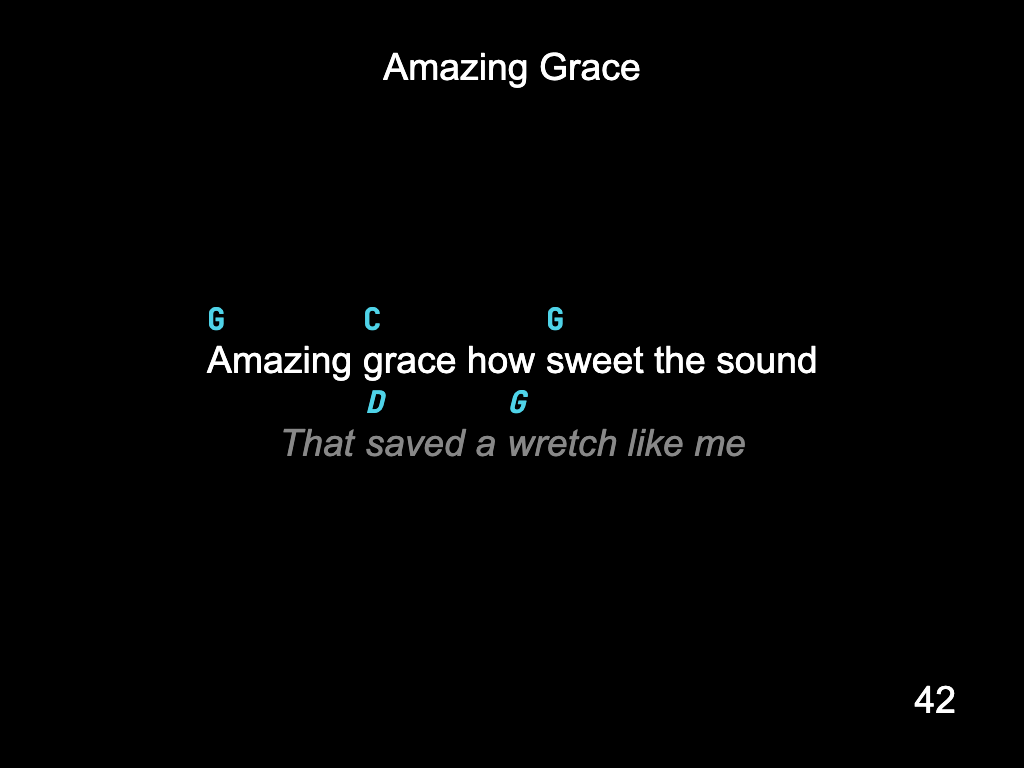 Amazing Grace
G C G
Amazing grace how sweet the sound
D G
That saved a wretch like me
42